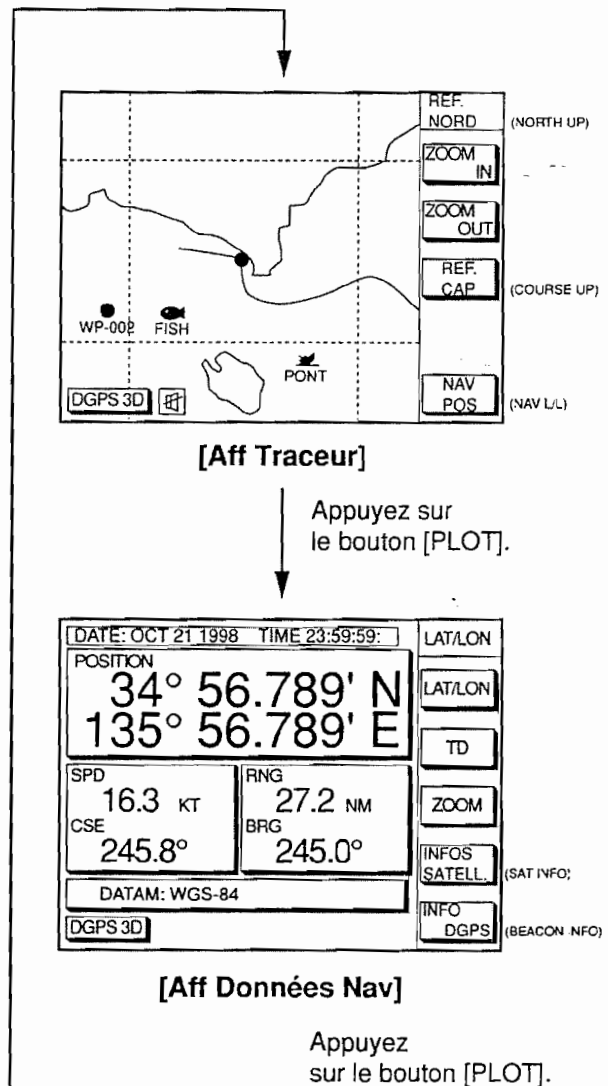 REF.
NORD
(NORTH UP)
ZOOM
IN
ZOOM
OUT
REF.
CAP
(COURSE UP)
WP-002
FISH
PONT
NAV
POS
(NAV L/L)
DGPS 3D
[Aff Traceur]
Appuyez sur
le bouton [PLOT].
DATE: OCT 21 1998 TIME 23:59:59:
LAT/LON
POSITION
34° 56.789' N
135° 56.789' E
LAT/LON
TD
SPD
16.3 KT
RNG
27.2 NM
ZOOM
CSE
245.8°
BRG
245.0°
INFOS
SATELL.
(SAT INFO)
DATAM: WGS-84
INFO
DGPS
(BEACON INFO)
DGPS 3D
[Aff Données Nav]
Appuyez
sur le bouton [PLOT].